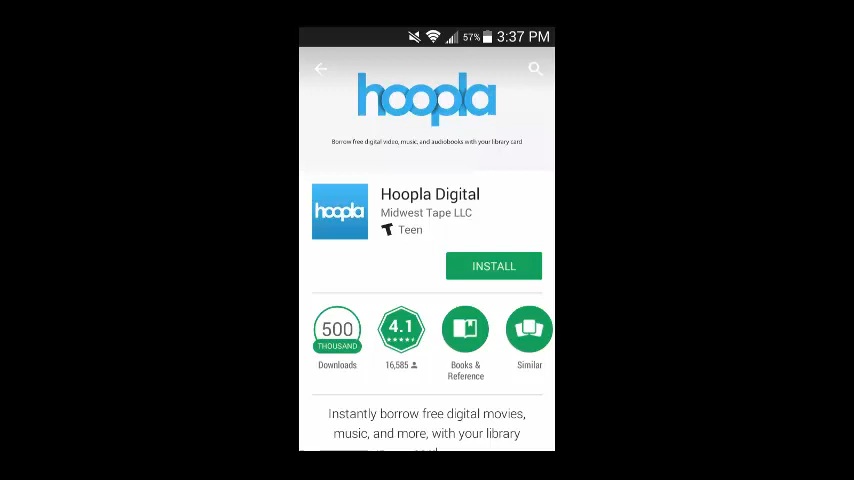 57% 3:37 PM
hoopla
Borrow free digital video, music, and audiobooks with your library card
hoopla
Hoopla Digital
Midwest Tape LLC
T Teen
INSTALL
500
THOUSAND
Downloads
4.1
16,585
Books &
Reference
Similar
Instantly borrow free digital movies,
music, and more, with your library